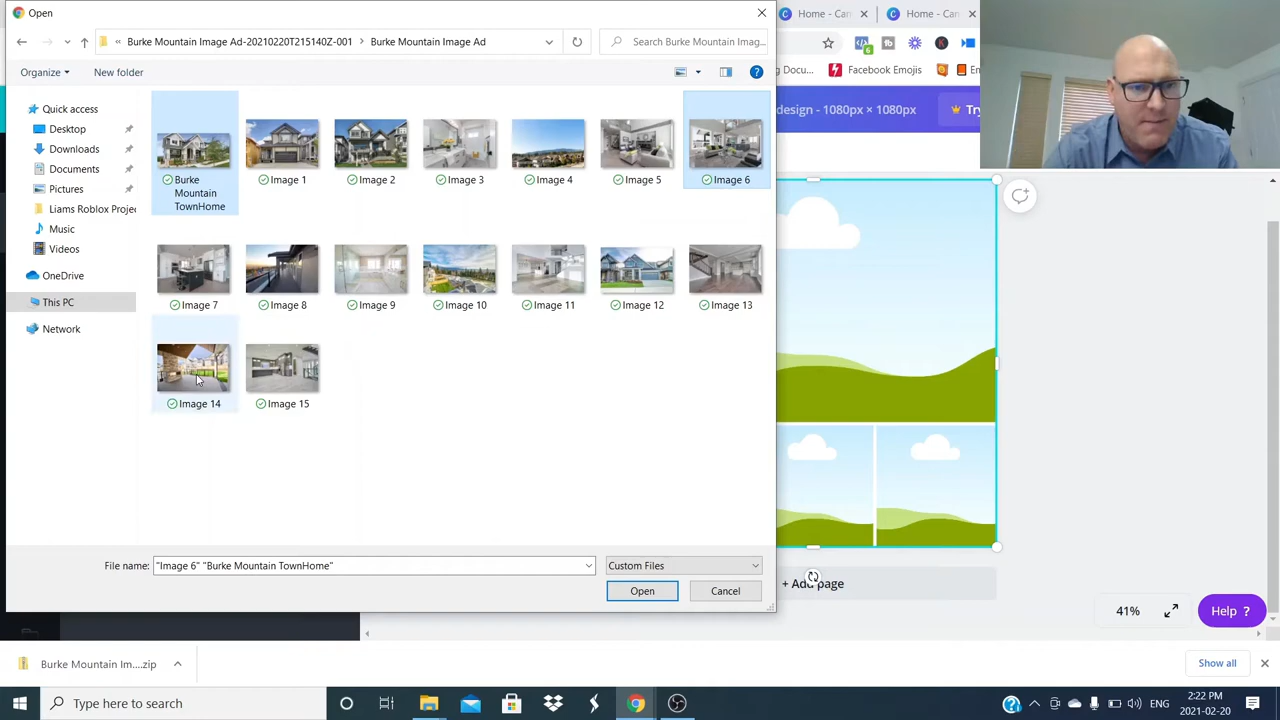 Open
Home - Can
Home - Can
Burke Mountain Image Ad-20210220T215140Z-001
Burke Mountain Image Ad
Search Burke Mountain Imag...
ng Docu...
Facebook Emojis
En
Organize
New folder
design - 1080px × 1080px
Try
Quick access
Desktop
Downloads
Documents
Pictures
Liams Roblox Projec
Music
Videos
OneDrive
This PC
Network
Burke
Mountain
TownHome
Image 1
Image 2
Image 3
Image 4
Image 5
Image 6
Image 7
Image 8
Image 9
Image 10
Image 11
Image 12
Image 13
Image 14
Image 15
File name:
"Image 6" "Burke Mountain TownHome"
Custom Files
Open
Cancel
+ Add page
41%
Help ?
Burke Mountain Im....zip
Show all
Type here to search
ENG
2:22 PM
2021-02-20